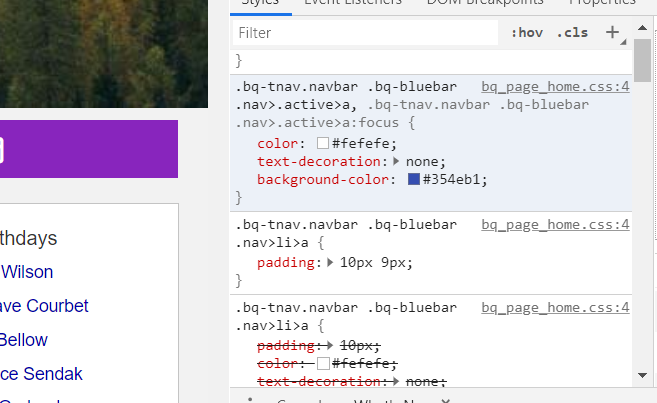 Styles Event Listeners DOM Breakpoints Properties
Filter :hov .cls +
}
.bq-tnav.navbar .bq-bluebar bq_page_home.css:4
.nav>.active>a, .bq-tnav.navbar .bq-bluebar
.nav>.active>a:focus {
color: #fefefe;
text-decoration: none;
background-color: #354eb1;
}
.bq-tnav.navbar .bq-bluebar bq_page_home.css:4
.nav>li>a {
padding: 10px 9px;
}
.bq-tnav.navbar .bq-bluebar bq_page_home.css:4
.nav>li>a {
padding: 10px;
color: #fefefe;
text-decoration: none;
thdays
Wilson
ave Courbet
Bellow
ce Sendak